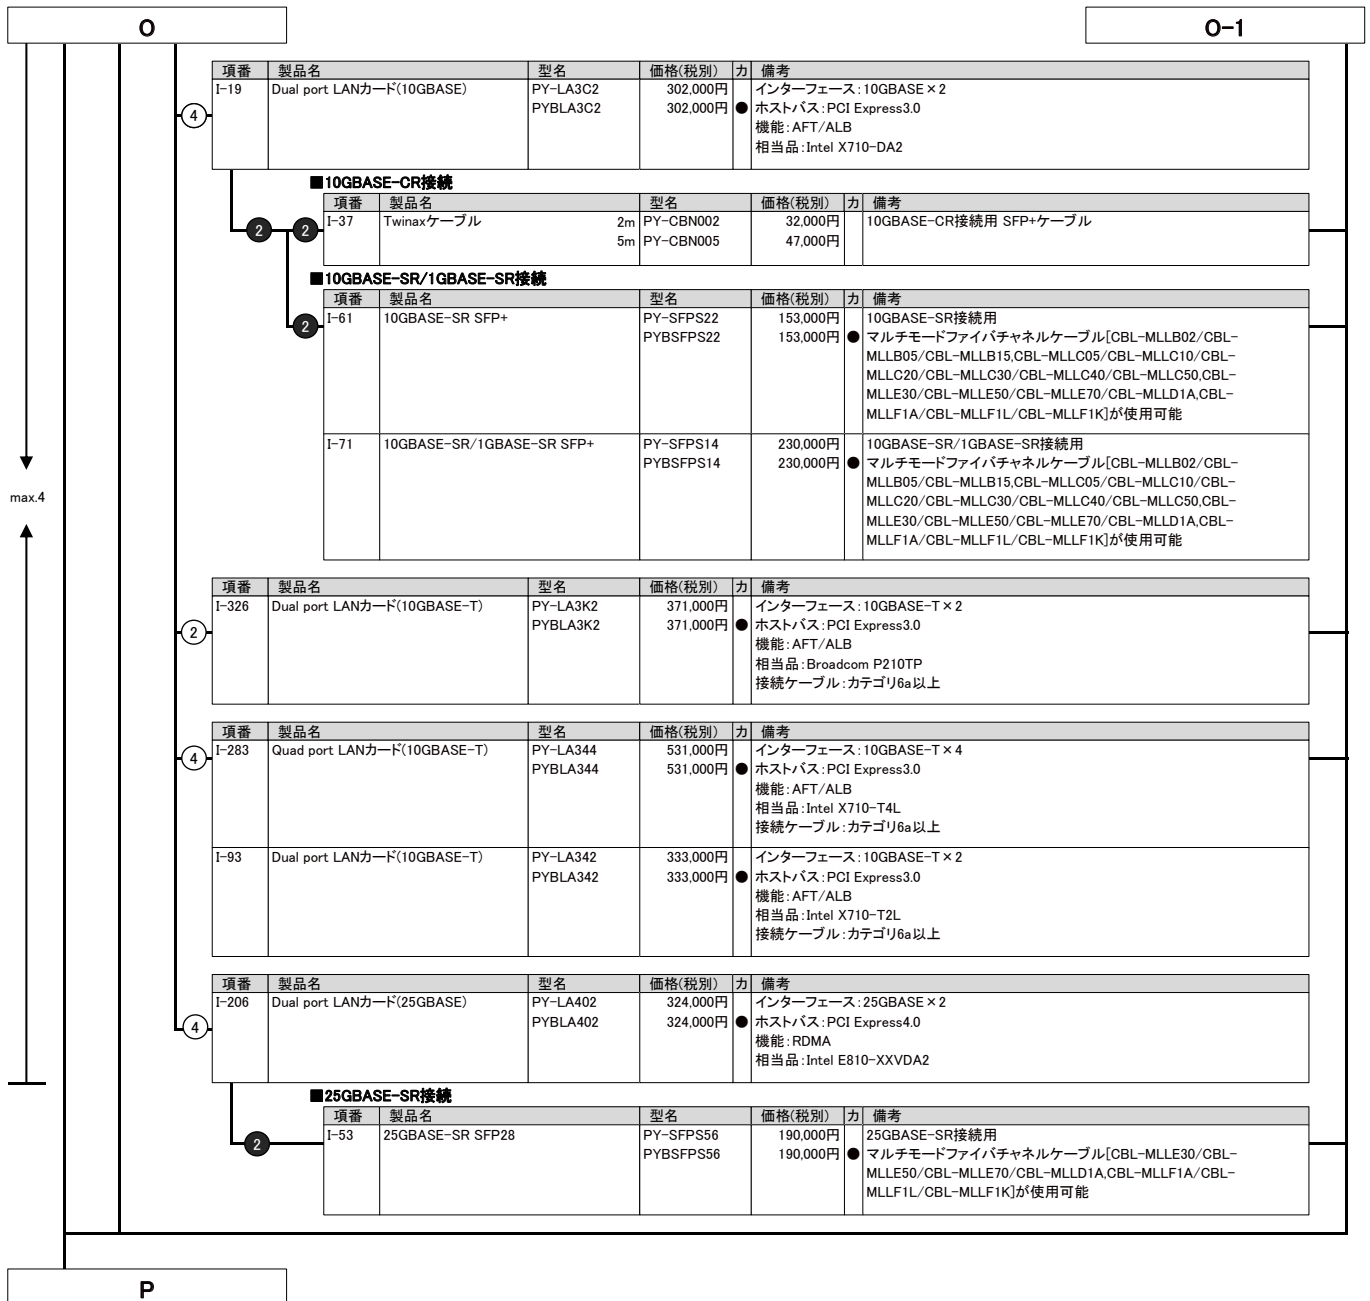 O
O-1
項番 製品名 型名 価格(税別) カ 備考
I-19 Dual port LANカード(10GBASE) PY-LA3C2 302,000円 インターフェース:10GBASE×2
PYBLA3C2 302,000円 ● ホストバス:PCI Express3.0
機能:AFT/ALB
相当品:Intel X710-DA2
4
■10GBASE-CR接続
項番 製品名 型名 価格(税別) カ 備考
I-37 Twinaxケーブル 2m PY-CBN002 32,000円 10GBASE-CR接続用 SFP+ケーブル
5m PY-CBN005 47,000円
2 2
■10GBASE-SR/1GBASE-SR接続
項番 製品名 型名 価格(税別) カ 備考
I-61 10GBASE-SR SFP+ PY-SFPS22 153,000円 10GBASE-SR接続用
PYBSFPS22 153,000円 ● マルチモードファイバチャネルケーブル[CBL-MLLB02/CBL-
MLLB05/CBL-MLLB15,CBL-MLLC05/CBL-MLLC10/CBL-
MLLC20/CBL-MLLC30/CBL-MLLC40/CBL-MLLC50,CBL-
MLLE30/CBL-MLLE50/CBL-MLLE70/CBL-MLLD1A,CBL-
MLLF1A/CBL-MLLF1L/CBL-MLLF1K]が使用可能
2
I-71 10GBASE-SR/1GBASE-SR SFP+ PY-SFPS14 230,000円 10GBASE-SR/1GBASE-SR接続用
PYBSFPS14 230,000円 ● マルチモードファイバチャネルケーブル[CBL-MLLB02/CBL-
MLLB05/CBL-MLLB15,CBL-MLLC05/CBL-MLLC10/CBL-
MLLC20/CBL-MLLC30/CBL-MLLC40/CBL-MLLC50,CBL-
MLLE30/CBL-MLLE50/CBL-MLLE70/CBL-MLLD1A,CBL-
MLLF1A/CBL-MLLF1L/CBL-MLLF1K]が使用可能
max.4
項番 製品名 型名 価格(税別) カ 備考
I-326 Dual port LANカード(10GBASE-T) PY-LA3K2 371,000円 インターフェース:10GBASE-T×2
PYBLA3K2 371,000円 ● ホストバス:PCI Express3.0
機能:AFT/ALB
相当品:Broadcom P210TP
接続ケーブル:カテゴリ6a以上
2
項番 製品名 型名 価格(税別) カ 備考
I-283 Quad port LANカード(10GBASE-T) PY-LA344 531,000円 インターフェース:10GBASE-T×4
PYBLA344 531,000円 ● ホストバス:PCI Express3.0
機能:AFT/ALB
相当品:Intel X710-T4L
接続ケーブル:カテゴリ6a以上
4
I-93 Dual port LANカード(10GBASE-T) PY-LA342 333,000円 インターフェース:10GBASE-T×2
PYBLA342 333,000円 ● ホストバス:PCI Express3.0
機能:AFT/ALB
相当品:Intel X710-T2L
接続ケーブル:カテゴリ6a以上
項番 製品名 型名 価格(税別) カ 備考
I-206 Dual port LANカード(25GBASE) PY-LA402 324,000円 インターフェース:25GBASE×2
PYBLA402 324,000円 ● ホストバス:PCI Express4.0
機能:RDMA
相当品:Intel E810-XXVDA2
4
■25GBASE-SR接続
項番 製品名 型名 価格(税別) カ 備考
I-53 25GBASE-SR SFP28 PY-SFPS56 190,000円 25GBASE-SR接続用
PYBSFPS56 190,000円 ● マルチモードファイバチャネルケーブル[CBL-MLLE30/CBL-
MLLE50/CBL-MLLE70/CBL-MLLD1A,CBL-MLLF1A/CBL-
MLLF1L/CBL-MLLF1K]が使用可能
2
P